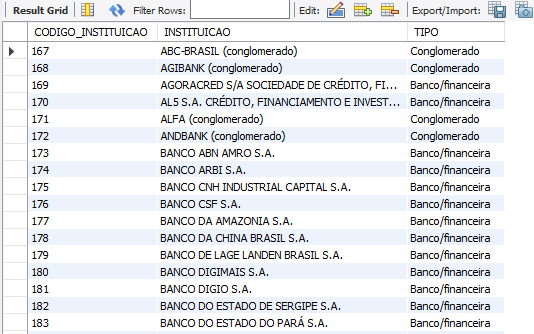 Result Grid Filter Rows: Edit: Export/Import:
CODIGO_INSTITUICAO INSTITUICAO TIPO
167 ABC-BRASIL (conglomerado) Conglomerado
168 AGIBANK (conglomerado) Conglomerado
169 AGORACRED S/A SOCIEDADE DE CRÉDITO, FI... Banco/financeira
170 AL5 S.A. CRÉDITO, FINANCIAMENTO E INVEST... Banco/financeira
171 ALFA (conglomerado) Conglomerado
172 ANDBANK (conglomerado) Conglomerado
173 BANCO ABN AMRO S.A. Banco/financeira
174 BANCO ARBI S.A. Banco/financeira
175 BANCO CNH INDUSTRIAL CAPITAL S.A. Banco/financeira
176 BANCO CSF S.A. Banco/financeira
177 BANCO DA AMAZONIA S.A. Banco/financeira
178 BANCO DA CHINA BRASIL S.A. Banco/financeira
179 BANCO DE LAGE LANDEN BRASIL S.A. Banco/financeira
180 BANCO DIGIMAIS S.A. Banco/financeira
181 BANCO DIGIO S.A. Banco/financeira
182 BANCO DO ESTADO DE SERGIPE S.A. Banco/financeira
183 BANCO DO ESTADO DO PARÁ S.A. Banco/financeira